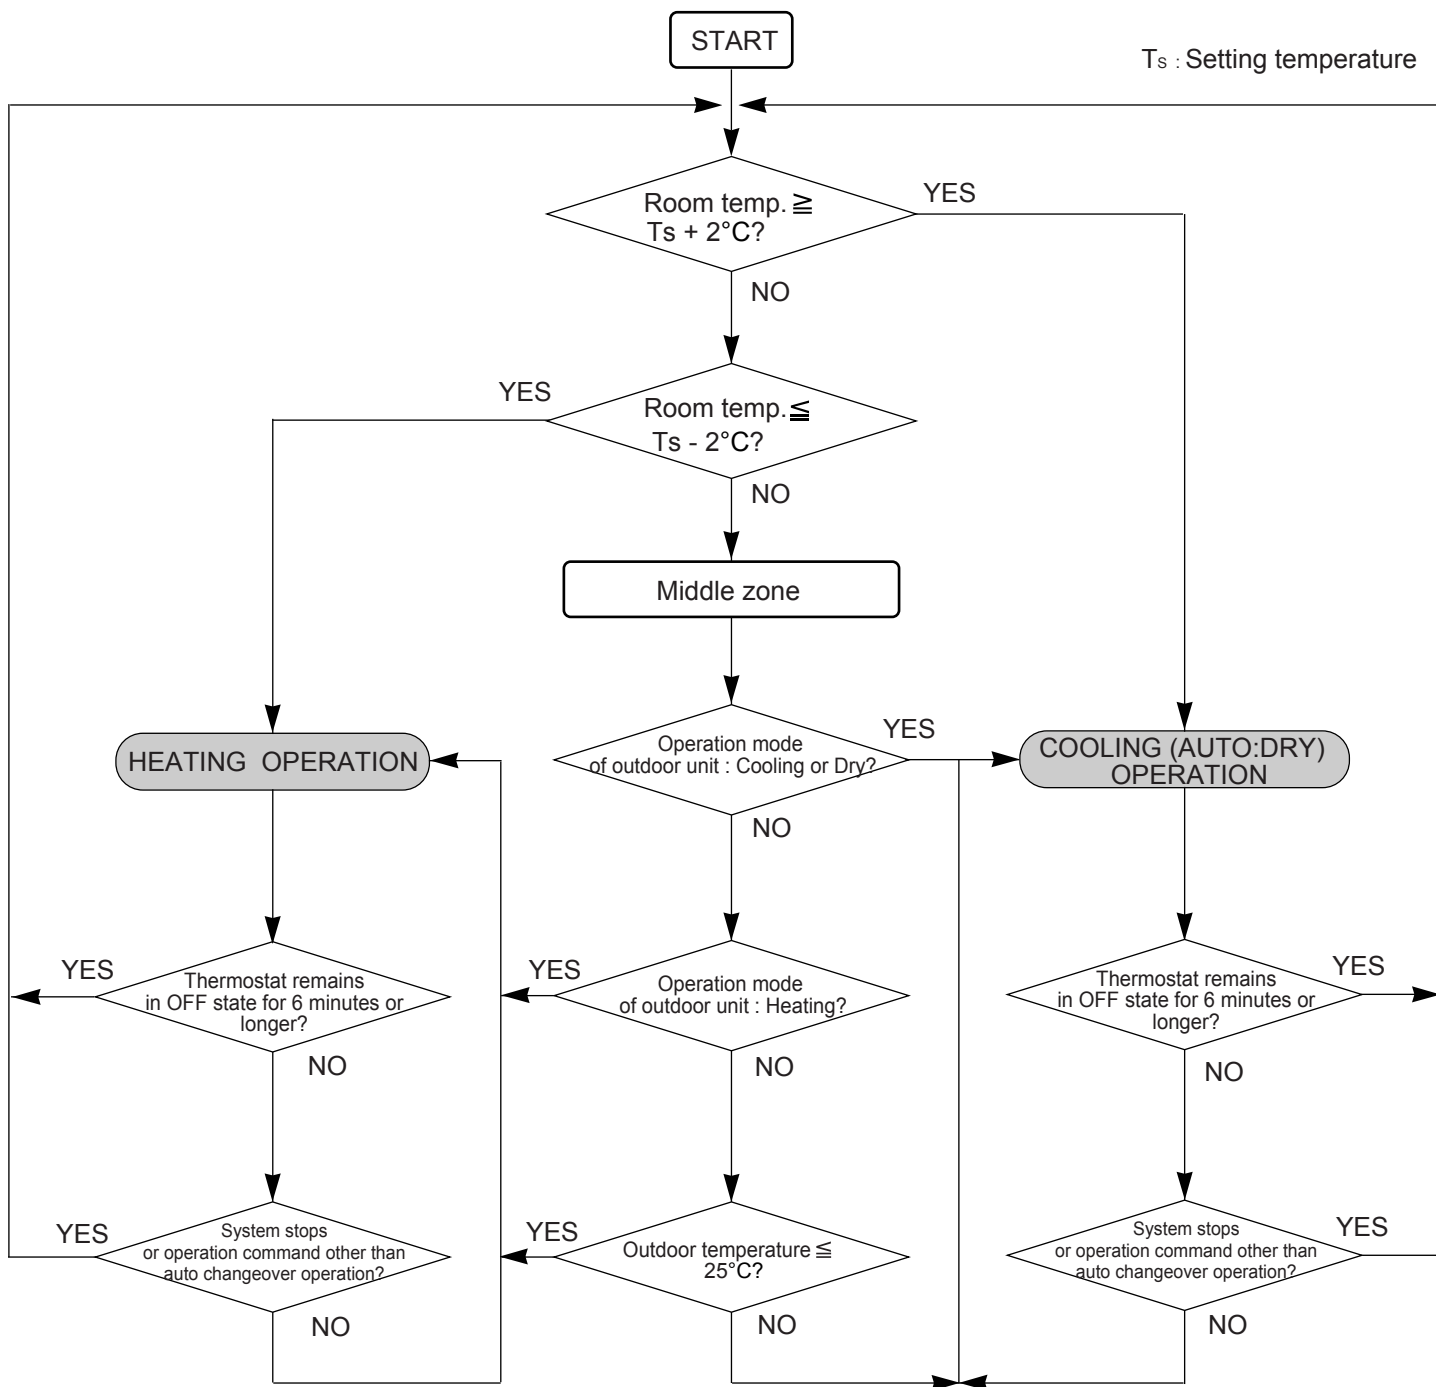 START
Ts : Setting temperature
Room temp. ≧
Ts + 2°C?
YES
NO
YES
Room temp. ≦
Ts - 2°C?
NO
Middle zone
HEATING OPERATION
Operation mode
of outdoor unit : Cooling or Dry?
YES
NO
COOLING (AUTO:DRY)
OPERATION
YES
Thermostat remains
in OFF state for 6 minutes or
longer?
NO
YES
Operation mode
of outdoor unit : Heating?
NO
Thermostat remains
in OFF state for 6 minutes or
longer?
YES
NO
YES
System stops
or operation command other than
auto changeover operation?
NO
YES
Outdoor temperature ≦
25°C?
NO
System stops
or operation command other than
auto changeover operation?
YES
NO